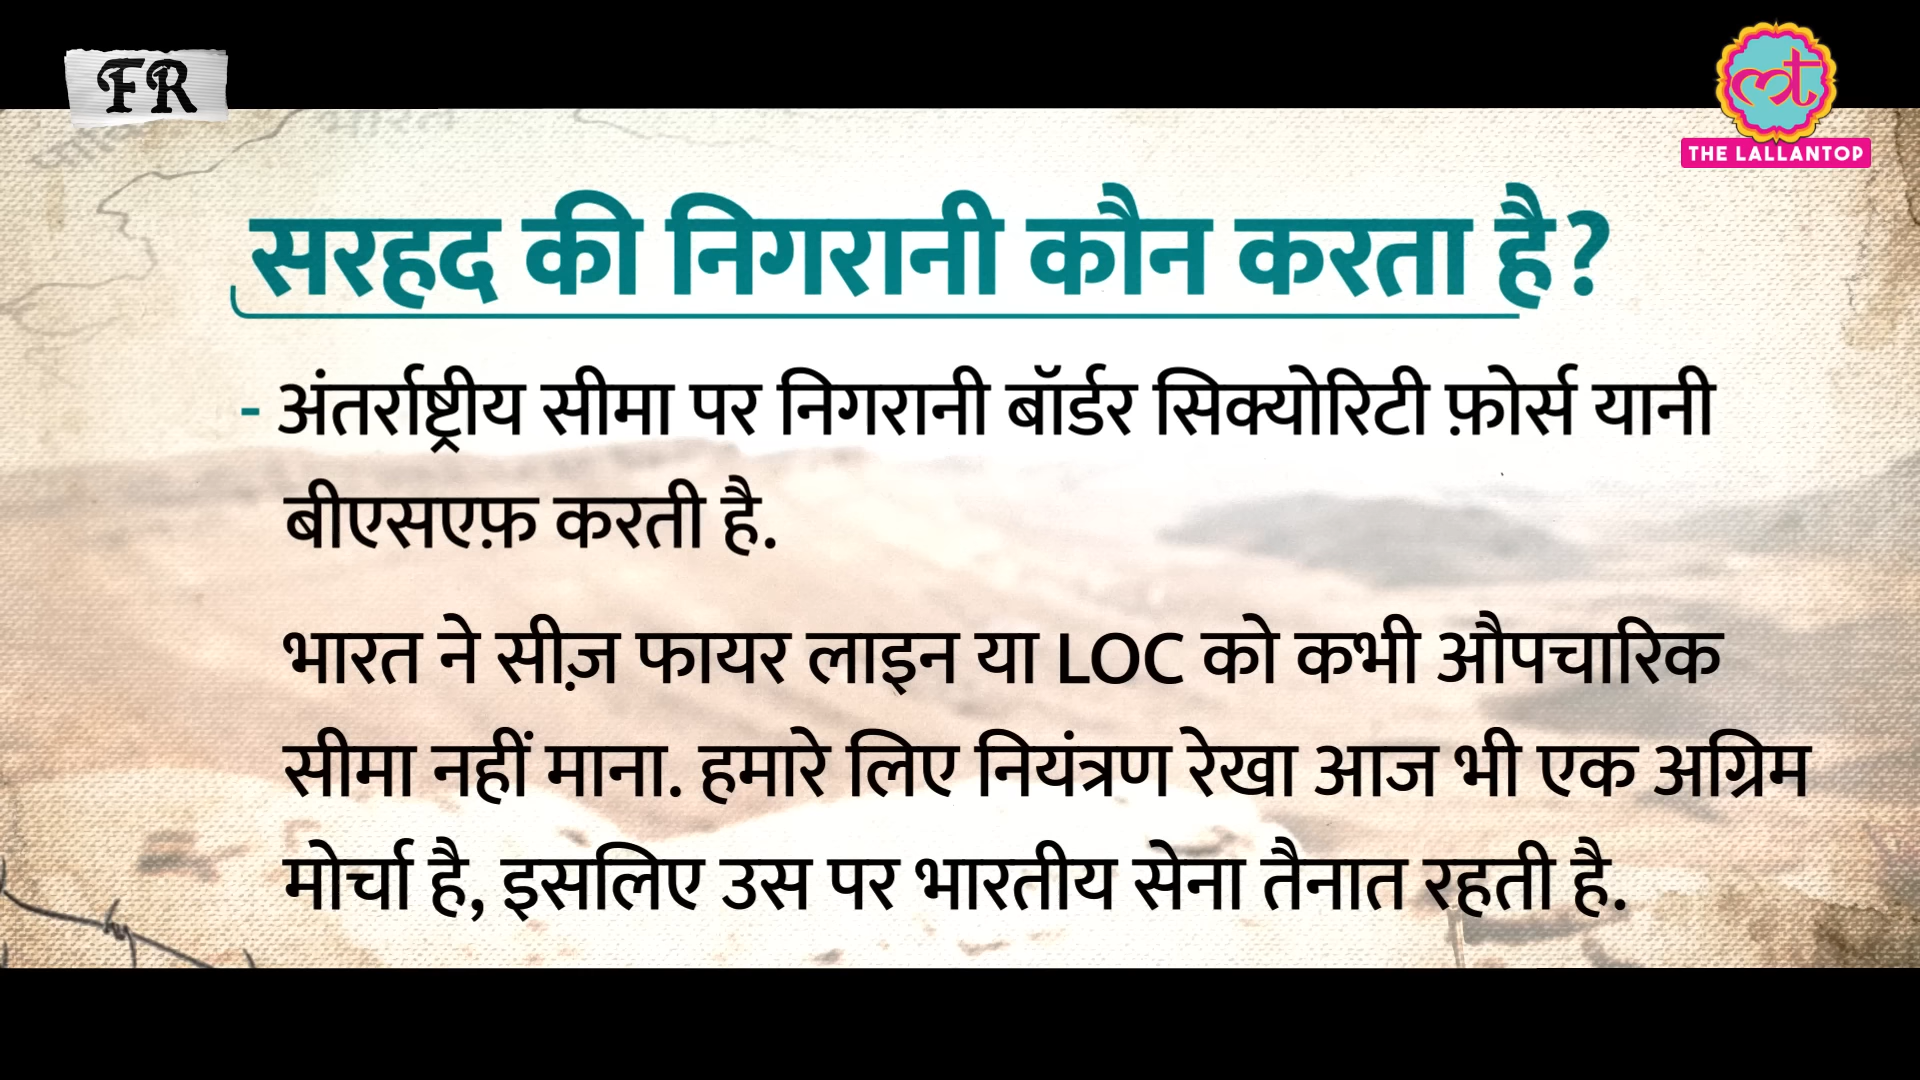 FR
THE LALLANTOP
सरहद की निगरानी कौन करता है?
- अंतर्राष्ट्रीय सीमा पर निगरानी बॉर्डर सिक्योरिटी फ़ोर्स यानी
बीएसएफ़ करती है.
भारत ने सीज़ फायर लाइन या LOC को कभी औपचारिक
सीमा नहीं माना. हमारे लिए नियंत्रण रेखा आज भी एक अग्रिम
मोर्चा है, इसलिए उस पर भारतीय सेना तैनात रहती है.